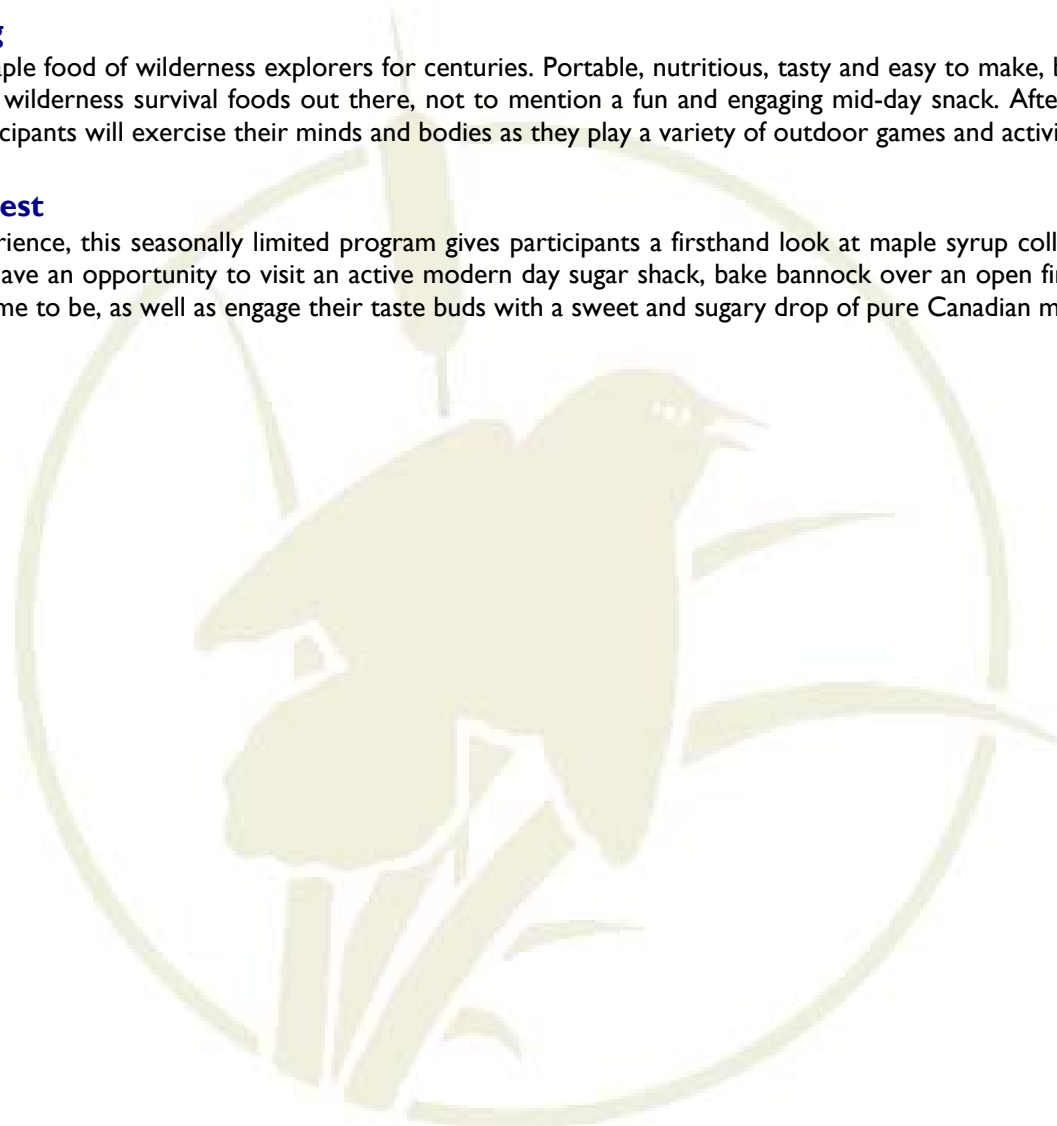 g
aple food of wilderness explorers for centuries. Portable, nutritious, tasty and easy to make, b
wilderness survival foods out there, not to mention a fun and engaging mid-day snack. Afte
cipants will exercise their minds and bodies as they play a variety of outdoor games and activi
est
rience, this seasonally limited program gives participants a firsthand look at maple syrup coll
ave an opportunity to visit an active modern day sugar shack, bake bannock over an open fir
me to be, as well as engage their taste buds with a sweet and sugary drop of pure Canadian m